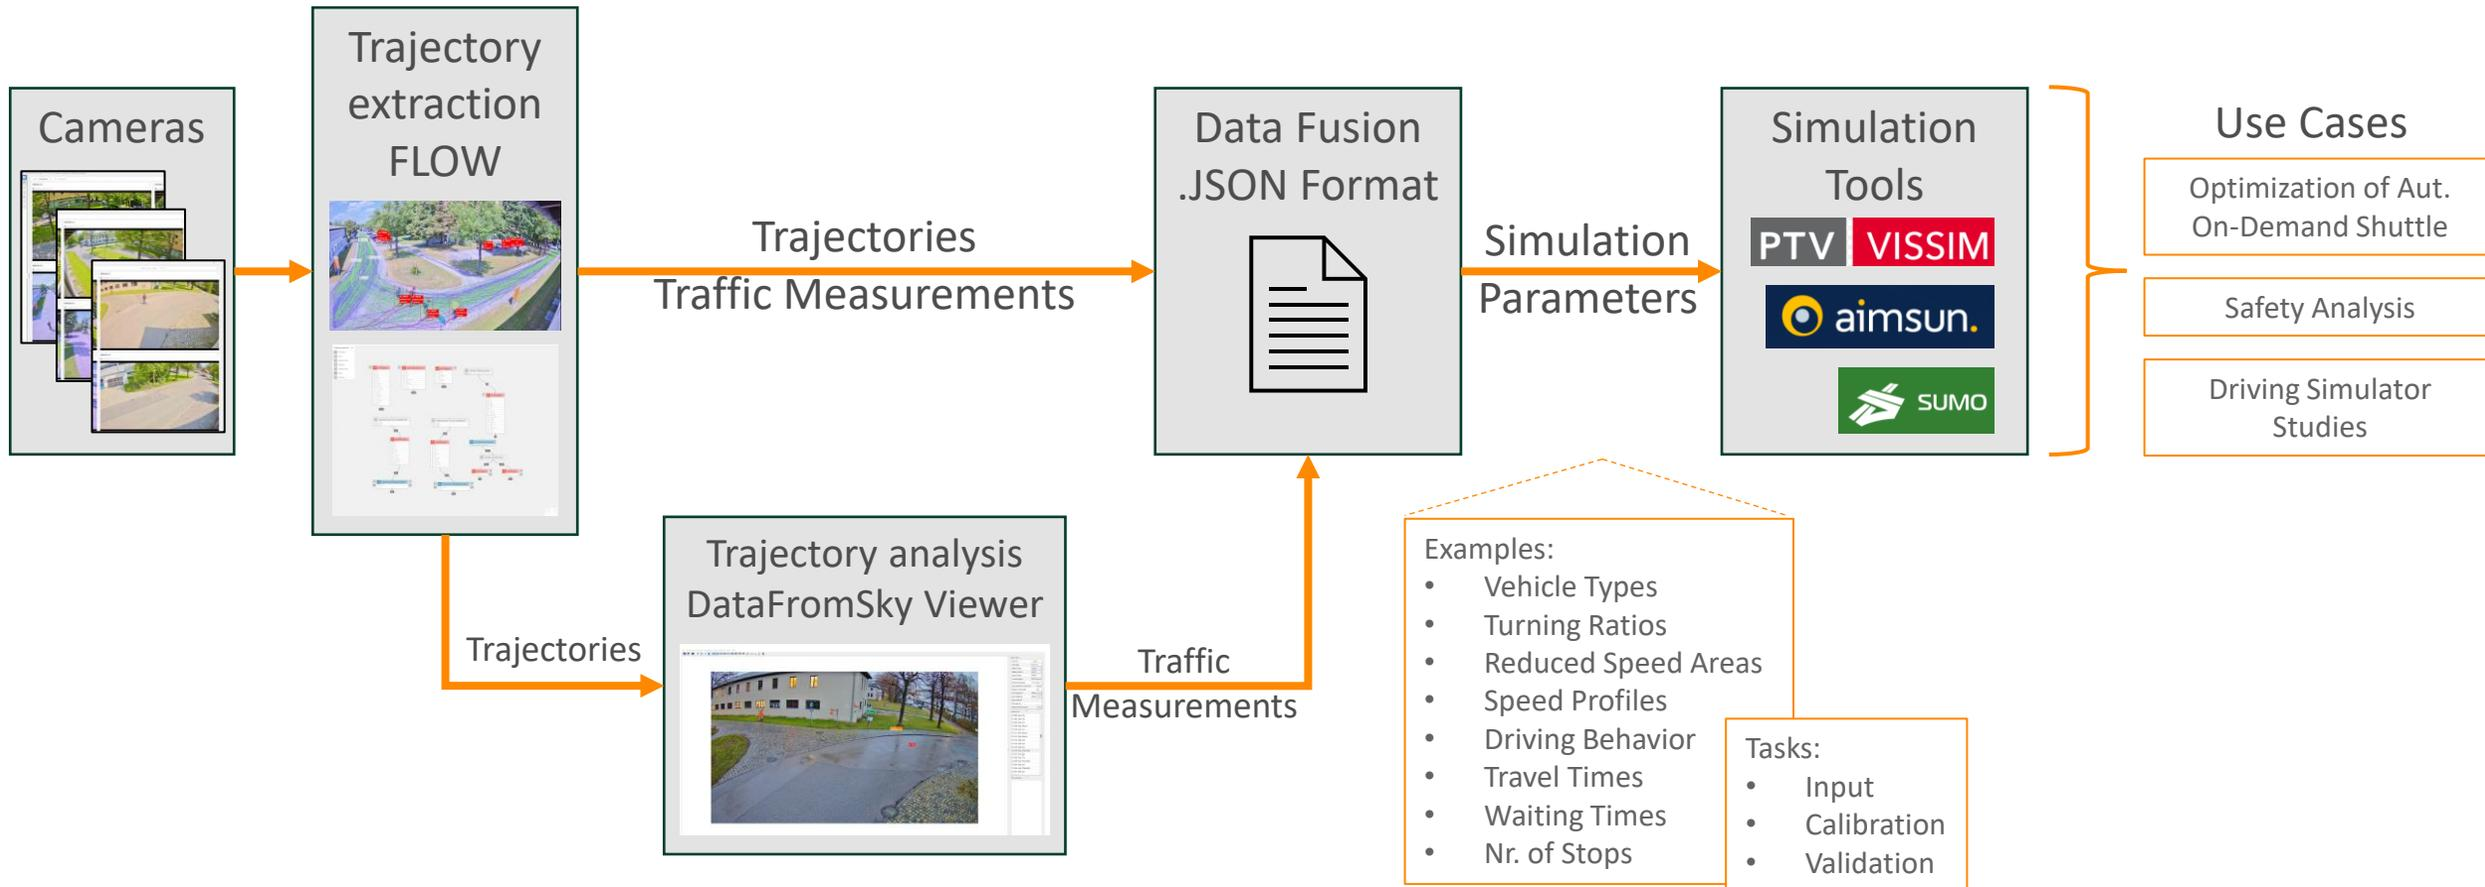 Cameras
Trajectory
extraction
FLOW
Trajectories
Traffic Measurements
Data Fusion
.JSON Format
Simulation
Parameters
Simulation
Tools
PTV VISSIM
aimsun.
SUMO
Use Cases
Optimization of Aut.
On-Demand Shuttle
Safety Analysis
Driving Simulator
Studies
Trajectories
Trajectory analysis
DataFromSky Viewer
Traffic
Measurements
Examples:
• Vehicle Types
• Turning Ratios
• Reduced Speed Areas
• Speed Profiles
• Driving Behavior
• Travel Times
• Waiting Times
• Nr. of Stops
Tasks:
• Input
• Calibration
• Validation